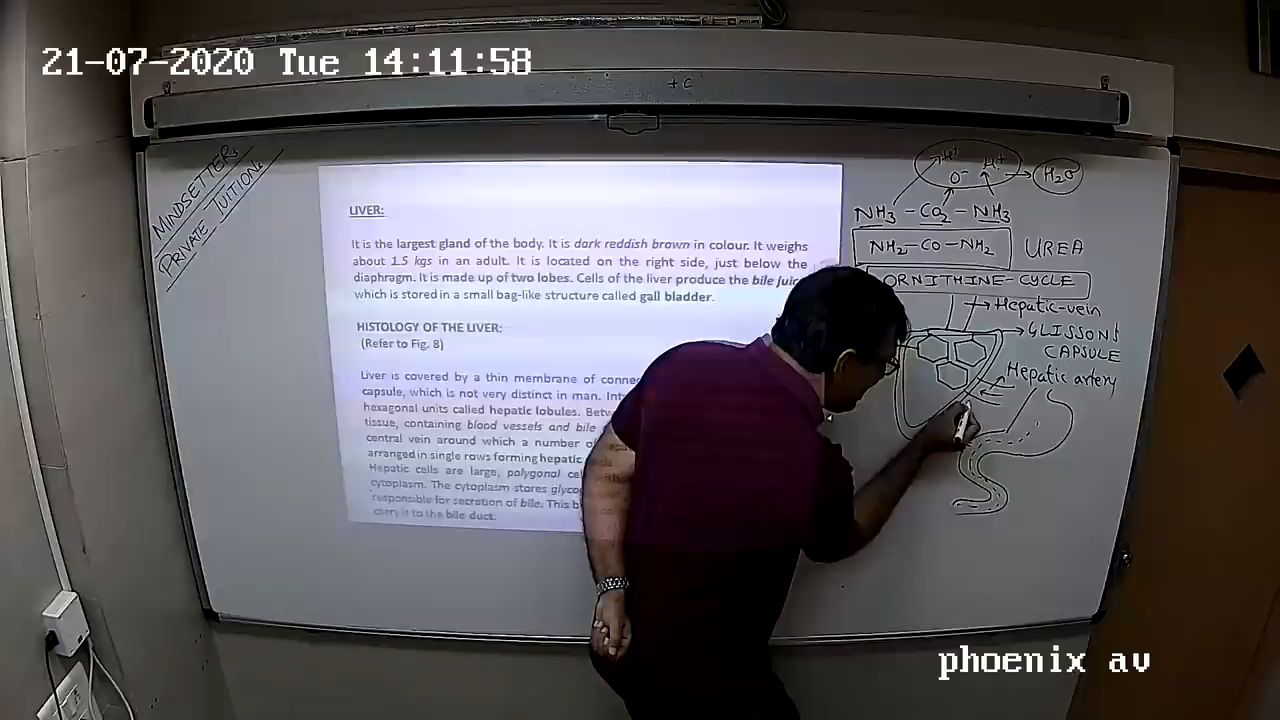 21-07-2020 Tue 14:11:58
MINDSETTERS
PRIVATE TUITIONS
LIVER:
It is the largest gland of the body. It is dark reddish brown in colour. It weighs
about 1.5 kgs in an adult. It is located on the right side, just below the
diaphragm. It is made up of two lobes. Cells of the liver produce the bile
which is stored in a small bag-like structure called gall bladder.
HISTOLOGY OF THE LIVER:
(Refer to Fig. 8)
Liver is covered by a thin membrane of
capsule, which is not very distinct in man.
hexagonal units called hepatic lobules.
tissue, containing blood vessels and bile
central vein around which a number of
arranged in single rows forming hepatic
Hepatic cells are large, polygonal
cytoplasm. The cytoplasm stores
responsible for secretion of bile. This
carry it to the bile duct.
+ C
H+ H+
O- H2O
NH3 - CO2 - NH3
NH2 - CO - NH2 UREA
ORNITHINE-CYCLE
Hepatic-vein
GLISSON'S
CAPSULE
Hepatic artery
phoenix av